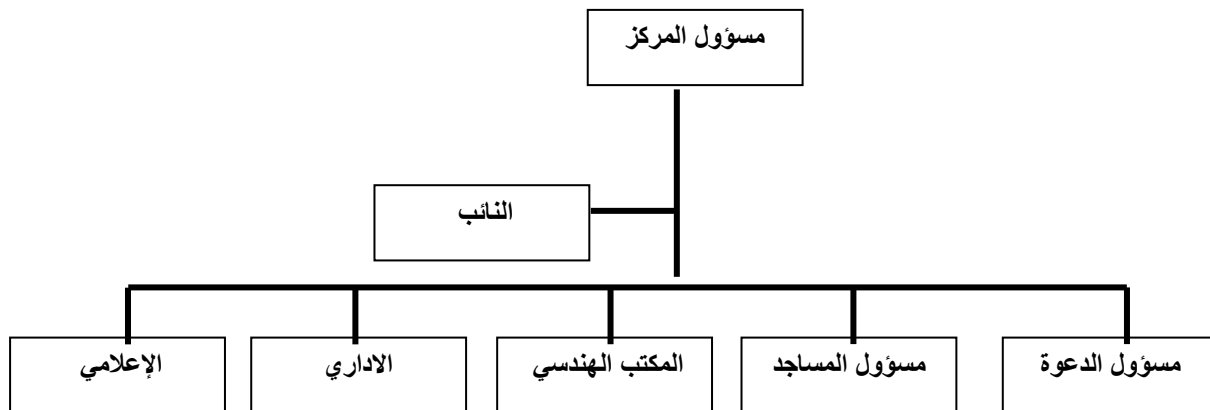 مسؤول المركز
النائب
مسؤول الدعوة
مسؤول المساجد
المكتب الهندسي
الاداري
الإعلامي